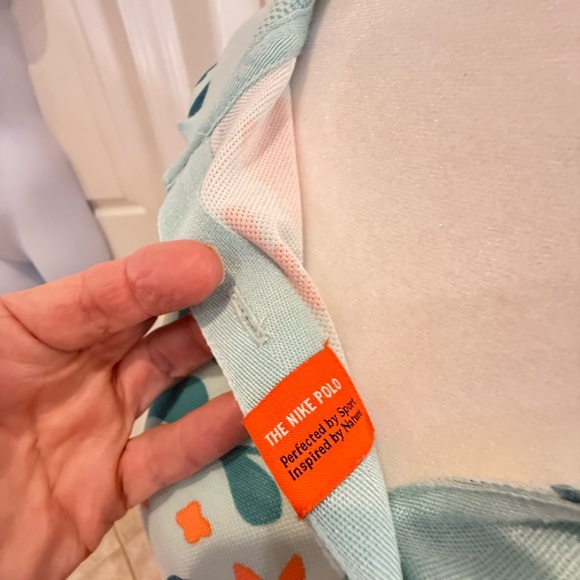 THE NIKE POLO
Perfected by Sport
Inspired by Nature